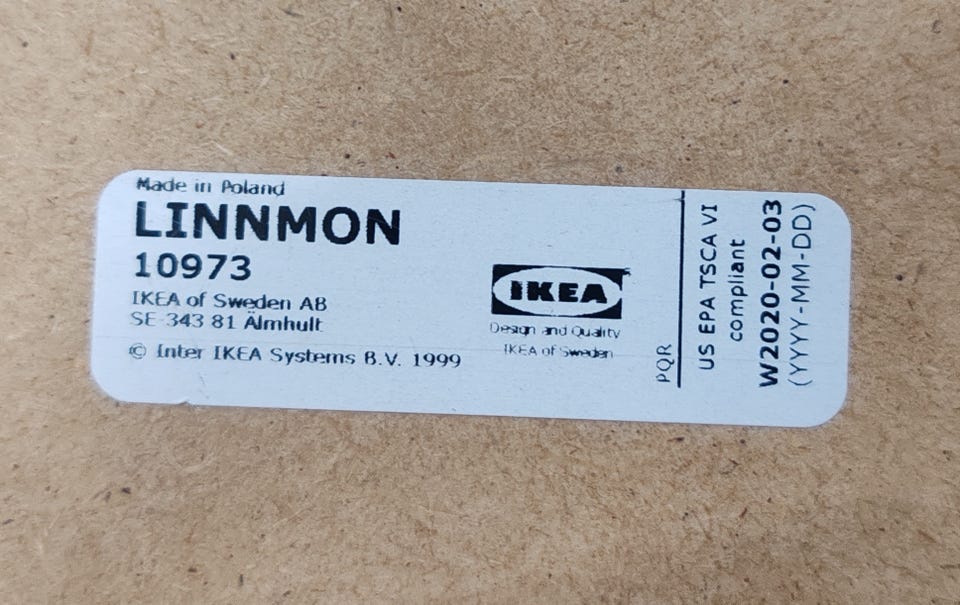 Made in Poland
LINNMON
10973
IKEA of Sweden AB
SE-343 81 Älmhult
© Inter IKEA Systems B.V. 1999
IKEA
Design and Quality
IKEA of Sweden
PQR
US EPA TSCA VI
compliant
W2020-02-03
(YYYY-MM-DD)